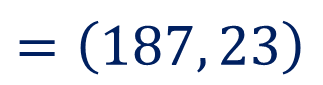 = (187, 23)